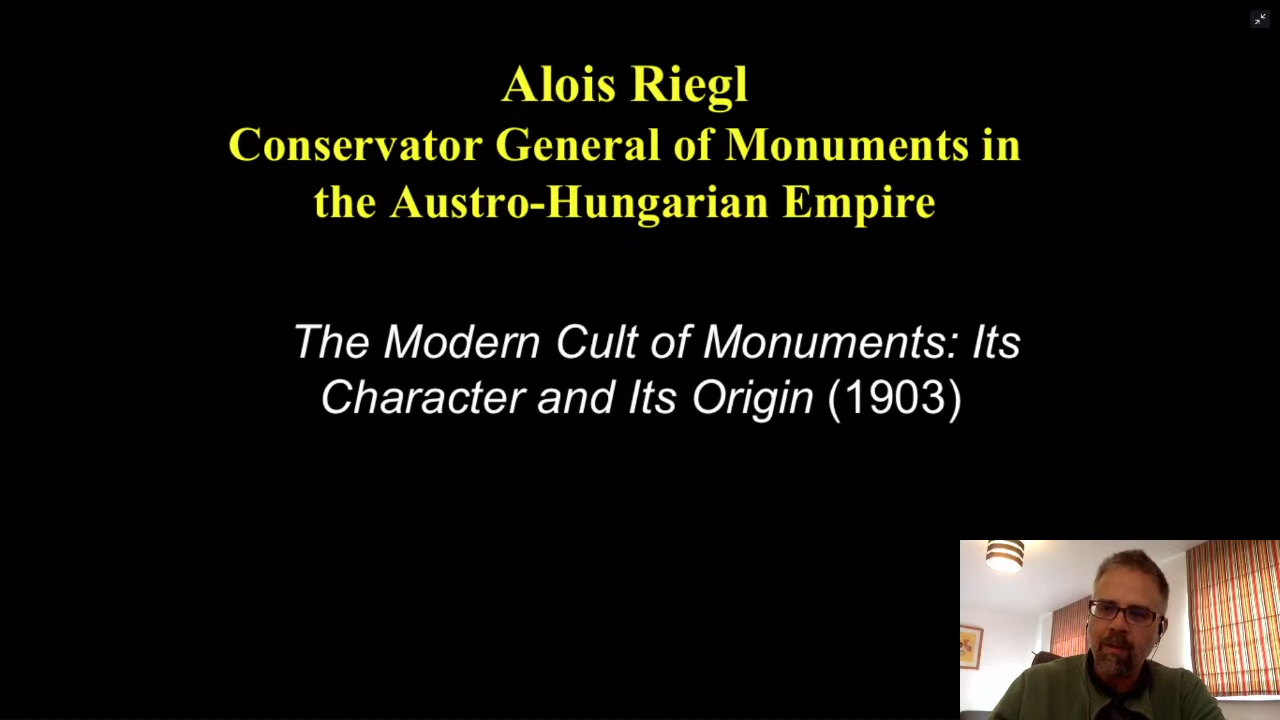 Alois Riegl
Conservator General of Monuments in
the Austro-Hungarian Empire
The Modern Cult of Monuments: Its
Character and Its Origin (1903)